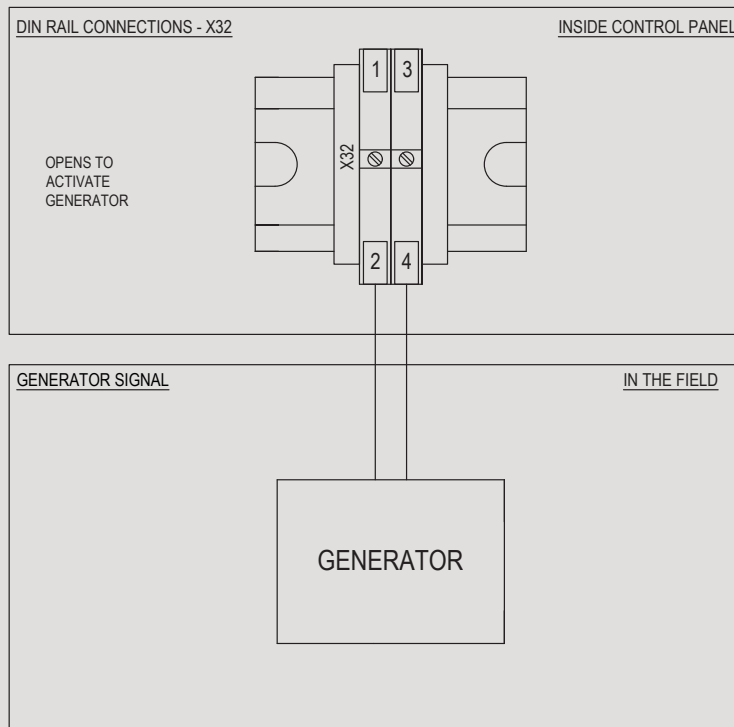 DIN RAIL CONNECTIONS - X32
INSIDE CONTROL PANEL
1 3
X32
OPENS TO
ACTIVATE
GENERATOR
2 4
GENERATOR SIGNAL
IN THE FIELD
GENERATOR